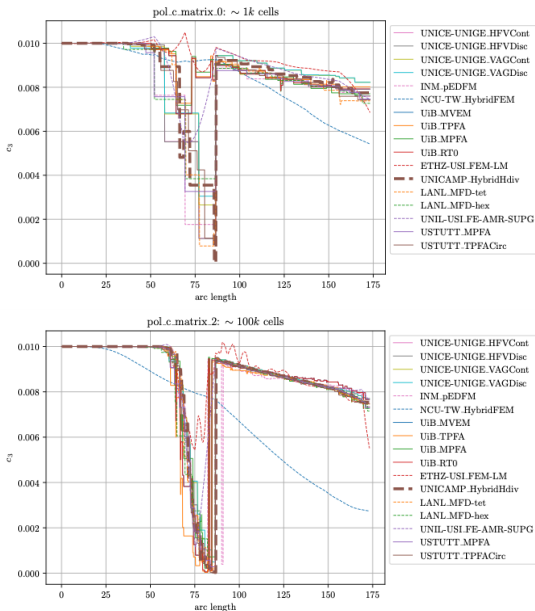 pol.c.matrix.0: ~ 1k cells
0.010
0.008
0.006
0.004
0.002
0.000
c3
0 25 50 75 100 125 150 175
arc length
UNICE-UNIGE.HFVCont
UNICE-UNIGE.HFVDisc
UNICE-UNIGE.VAGCont
UNICE-UNIGE.VAGDisc
INM.pEDFM
NCU-TW.HybridFEM
UiB.MVEM
UiB.TPFA
UiB.MPFA
UiB.RT0
ETHZ-USI.FEM-LM
UNICAMP.HybridHdiv
LANL.MFD-tet
LANL.MFD-hex
UNIL-USI.FE-AMR-SUPG
USTUTT.MPFA
USTUTT.TPFACirc
pol.c.matrix.2: ~ 100k cells
0.010
0.008
0.006
0.004
0.002
0.000
c3
0 25 50 75 100 125 150 175
arc length
UNICE-UNIGE.HFVCont
UNICE-UNIGE.HFVDisc
UNICE-UNIGE.VAGCont
UNICE-UNIGE.VAGDisc
INM.pEDFM
NCU-TW.HybridFEM
UiB.MVEM
UiB.TPFA
UiB.MPFA
UiB.RT0
ETHZ-USI.FEM-LM
UNICAMP.HybridHdiv
LANL.MFD-tet
LANL.MFD-hex
UNIL-USI.FE-AMR-SUPG
USTUTT.MPFA
USTUTT.TPFACirc